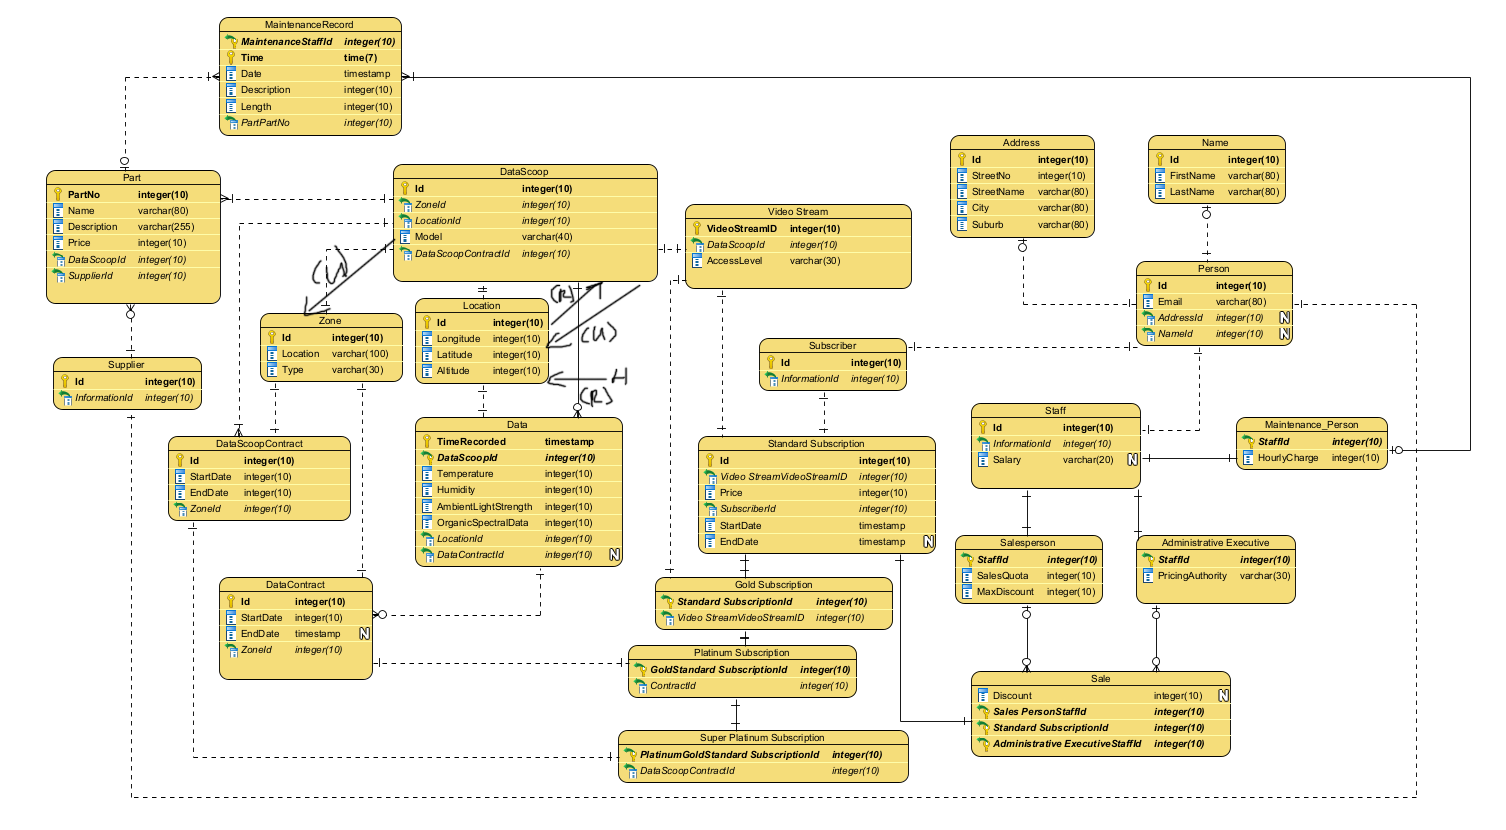 MaintenanceRecord
MaintenanceStaffId integer(10)
Time time(7)
Date timestamp
Description integer(10)
Length integer(10)
PartPartNo integer(10)
Part
PartNo integer(10)
Name varchar(80)
Description varchar(255)
Price integer(10)
DataScoopId integer(10)
SupplierId integer(10)
DataScoop
Id integer(10)
ZoneId integer(10)
LocationId integer(10)
Model varchar(40)
DataScoopContractId integer(10)
Video Stream
VideoStreamID integer(10)
DataScoopId integer(10)
AccessLevel varchar(30)
Address
Id integer(10)
StreetNo integer(10)
StreetName varchar(80)
City varchar(80)
Suburb varchar(80)
Name
Id integer(10)
FirstName varchar(80)
LastName varchar(80)
Person
Id integer(10)
Email varchar(80)
AddressId integer(10) N
NameId integer(10) N
(U)
(R)
(U)
(R)
Zone
Id integer(10)
Location varchar(100)
Type varchar(30)
Location
Id integer(10)
Longitude integer(10)
Latitude integer(10)
Altitude integer(10)
Supplier
Id integer(10)
InformationId integer(10)
Subscriber
Id integer(10)
InformationId integer(10)
Staff
Id integer(10)
InformationId integer(10)
Salary varchar(20) N
Maintenance_Person
StaffId integer(10)
HourlyCharge integer(10)
DataScoopContract
Id integer(10)
StartDate integer(10)
EndDate integer(10)
ZoneId integer(10)
Data
TimeRecorded timestamp
DataScoopId integer(10)
Temperature integer(10)
Humidity integer(10)
AmbientLightStrength integer(10)
OrganicSpectralData integer(10)
LocationId integer(10)
DataContractId integer(10) N
Standard Subscription
Id integer(10)
Video StreamVideoStreamID integer(10)
Price integer(10)
SubscriberId integer(10)
StartDate timestamp
EndDate timestamp N
Salesperson
StaffId integer(10)
SalesQuota integer(10)
MaxDiscount integer(10)
Administrative Executive
StaffId integer(10)
PricingAuthority varchar(30)
DataContract
Id integer(10)
StartDate integer(10)
EndDate timestamp N
ZoneId integer(10)
Gold Subscription
Standard SubscriptionId integer(10)
Video StreamVideoStreamID integer(10)
Platinum Subscription
GoldStandard SubscriptionId integer(10)
ContractId integer(10)
Super Platinum Subscription
PlatinumGoldStandard SubscriptionId integer(10)
DataScoopContractId integer(10)
Sale
Discount integer(10) N
Sales PersonStaffId integer(10)
Standard SubscriptionId integer(10)
Administrative ExecutiveStaffId integer(10)